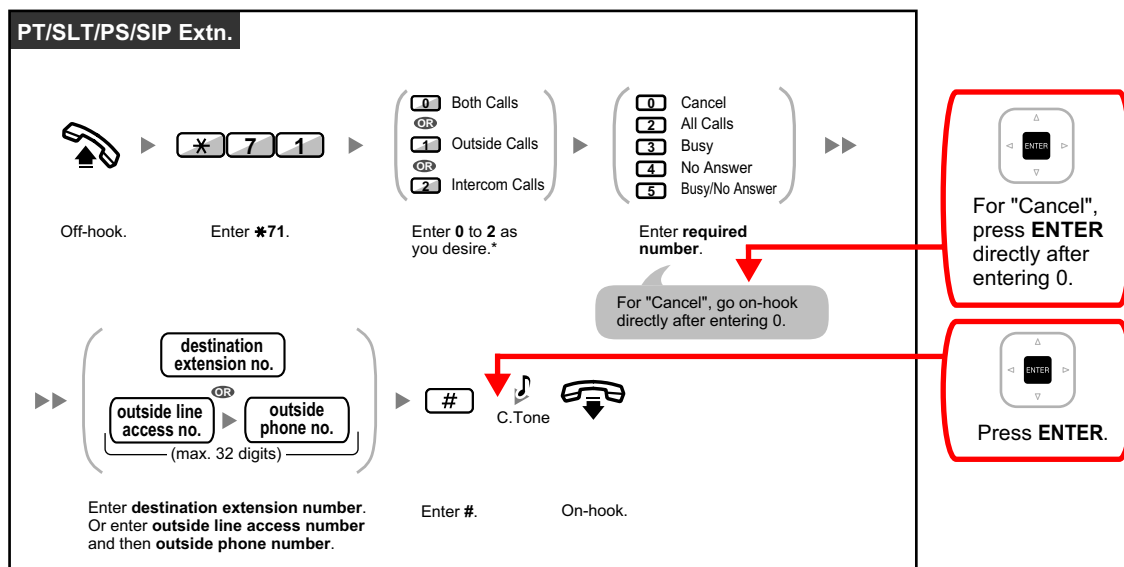 PT/SLT/PS/SIP Extn.
0 Both Calls
OR
1 Outside Calls
OR
2 Intercom Calls
0 Cancel
2 All Calls
3 Busy
4 No Answer
5 Busy/No Answer
* 7 1
Off-hook.
Enter *71.
Enter 0 to 2 as
you desire.*
Enter required
number.
For "Cancel", go on-hook
directly after entering 0.
ENTER
For "Cancel",
press ENTER
directly after
entering 0.
destination
extension no.
OR
outside line
access no.
outside
phone no.
(max. 32 digits)
#
C.Tone
ENTER
Press ENTER.
Enter destination extension number.
Or enter outside line access number
and then outside phone number.
Enter #.
On-hook.